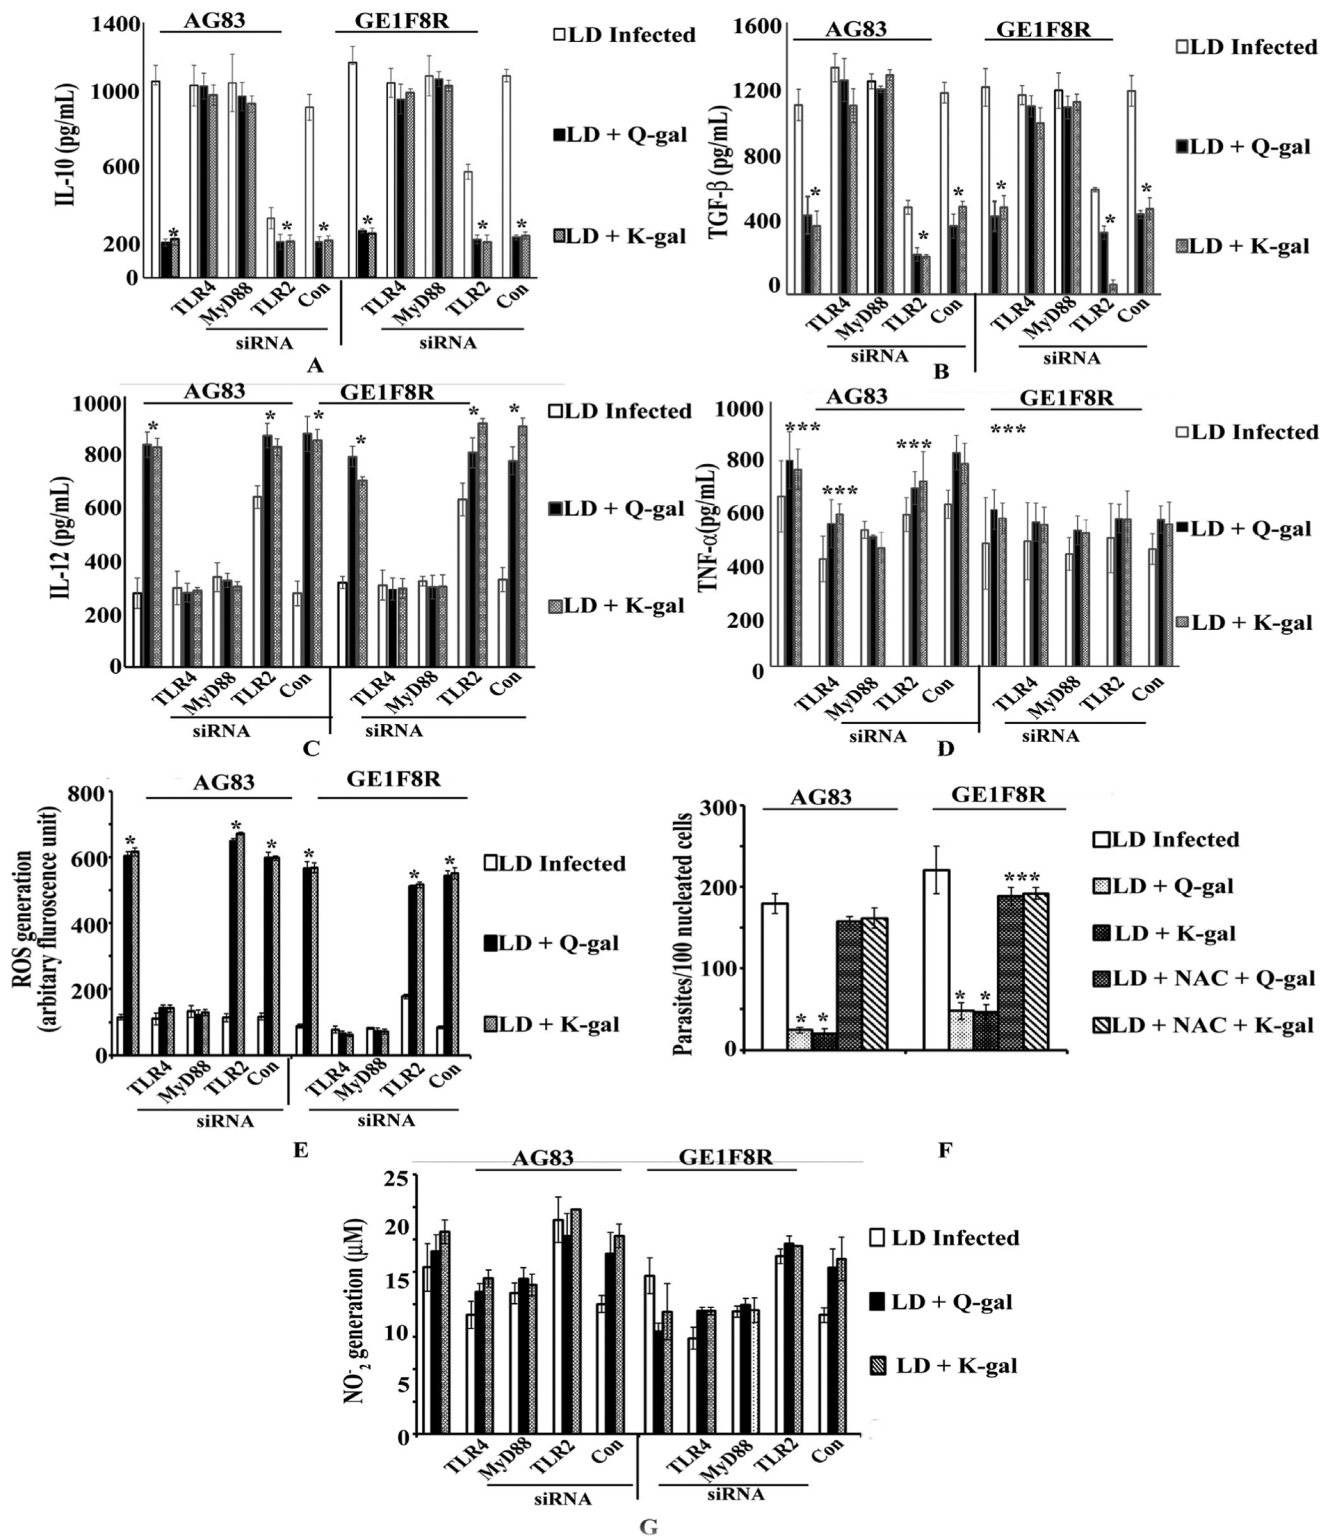 AG83
GE1F8R
1400
1000
600
200
0
IL-10 (pg/mL)
LD Infected
LD + Q-gal
LD + K-gal
TLR4
MyD88
TLR2
Con
TLR4
MyD88
TLR2
Con
siRNA
siRNA
A
AG83
GE1F8R
1600
1200
800
400
0
TGF-β (pg/mL)
LD Infected
LD + Q-gal
LD + K-gal
TLR4
MyD88
TLR2
Con
TLR4
MyD88
TLR2
Con
siRNA
siRNA
B
AG83
GE1F8R
1000
800
600
400
200
0
IL-12 (pg/mL)
LD Infected
LD + Q-gal
LD + K-gal
TLR4
MyD88
TLR2
Con
TLR4
MyD88
TLR2
Con
siRNA
siRNA
C
AG83
GE1F8R
1000
800
600
400
200
0
TNF-α(pg/mL)
LD Infected
LD + Q-gal
LD + K-gal
TLR4
MyD88
TLR2
Con
TLR4
MyD88
TLR2
Con
siRNA
siRNA
D
AG83
GE1F8R
800
600
400
200
0
ROS generation
(arbitary fluroscence unit)
LD Infected
LD + Q-gal
LD + K-gal
TLR4
MyD88
TLR2
Con
TLR4
MyD88
TLR2
Con
siRNA
siRNA
E
AG83
GE1F8R
300
200
100
0
Parasites/100 nucleated cells
LD Infected
LD + Q-gal
LD + K-gal
LD + NAC + Q-gal
LD + NAC + K-gal
F
AG83
GE1F8R
25
20
15
10
5
0
NO₂⁻ generation (µM)
LD Infected
LD + Q-gal
LD + K-gal
TLR4
MyD88
TLR2
Con
TLR4
MyD88
TLR2
Con
siRNA
siRNA
G